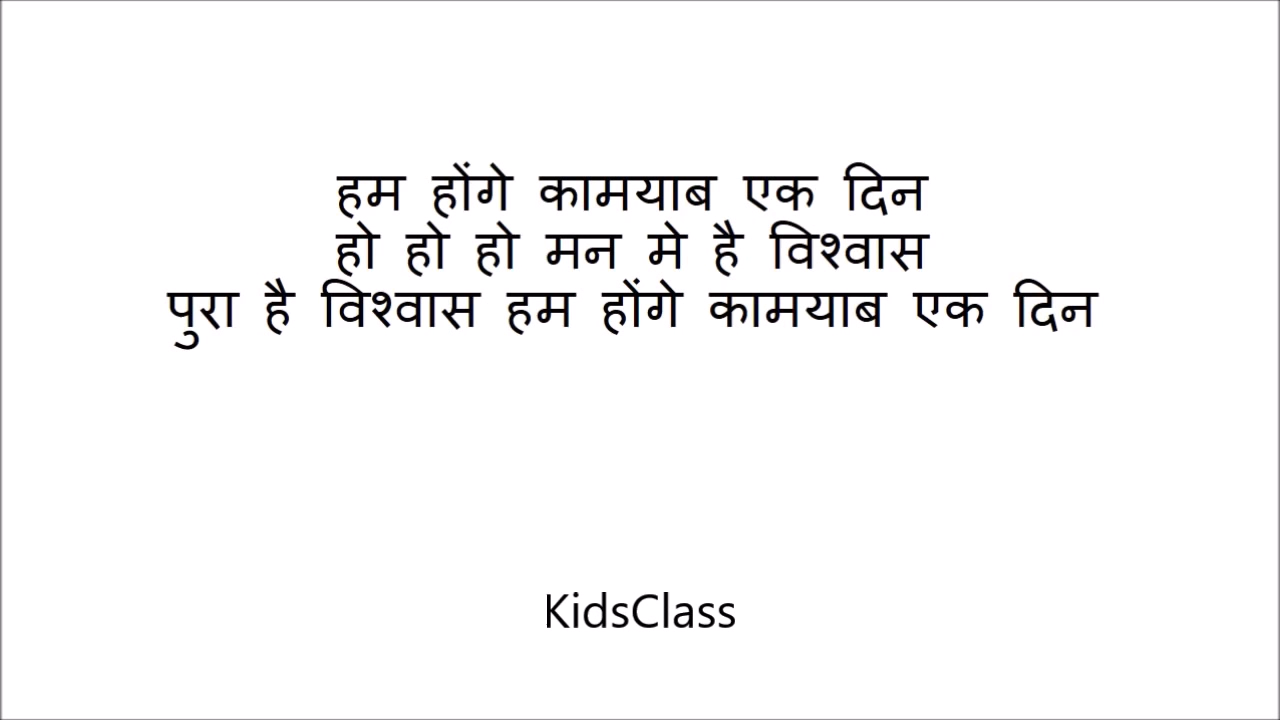 हम होंगे कामयाब एक दिन
हो हो हो मन मे है विश्वास
पुरा है विश्वास हम होंगे कामयाब एक दिन
KidsClass